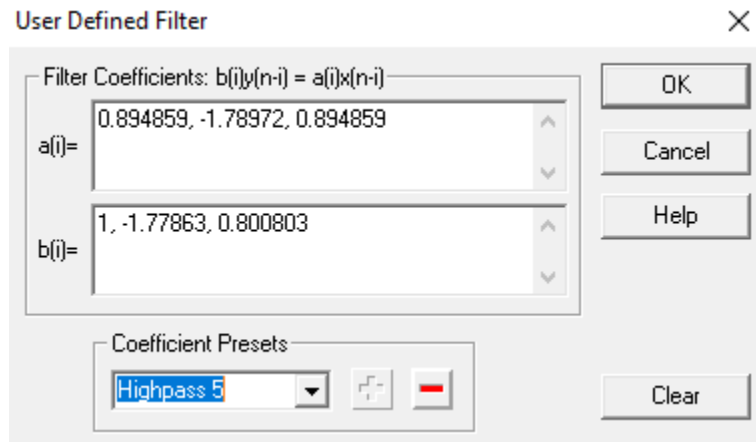 User Defined Filter
Filter Coefficients: b(i)y(n-i) = a(i)x(n-i)
a(i)=
0.894859, -1.78972, 0.894859
b(i)=
1, -1.77863, 0.800803
OK
Cancel
Help
Coefficient Presets
Highpass 5
Clear